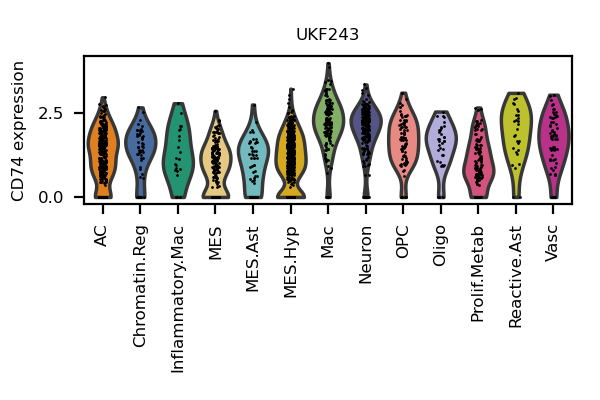 UKF243
CD74 expression
2.5
0.0
AC
Chromatin.Reg
Inflammatory.Mac
MES
MES.Ast
MES.Hyp
Mac
Neuron
OPC
Oligo
Prolif.Metab
Reactive.Ast
Vasc